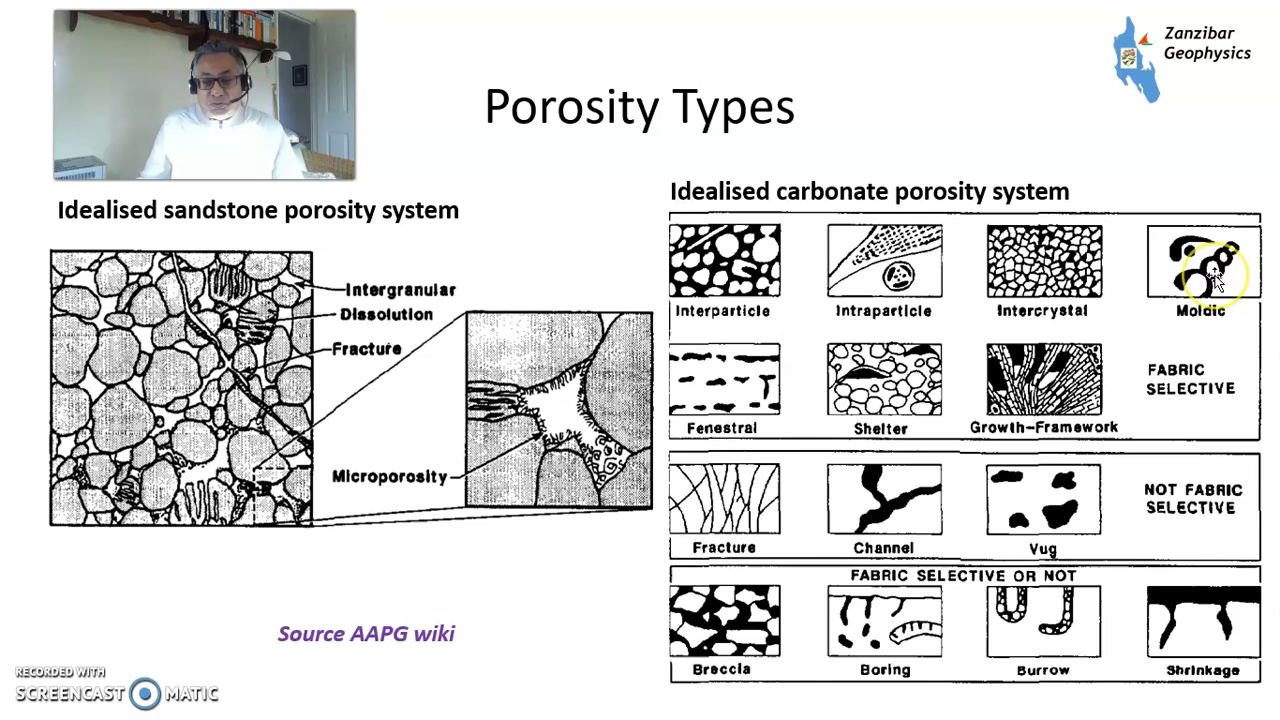 Zanzibar
Geophysics
Porosity Types
Idealised sandstone porosity system
Intergranular
Dissolution
Fracture
Microporosity
Source AAPG wiki
Idealised carbonate porosity system
Interparticle
Intraparticle
Intercrystal
Moldic
Fenestral
Shelter
Growth-Framework
FABRIC
SELECTIVE
Fracture
Channel
Vug
NOT FABRIC
SELECTIVE
FABRIC SELECTIVE OR NOT
Breccia
Boring
Burrow
Shrinkage
RECORDED WITH
SCREENCAST MATIC